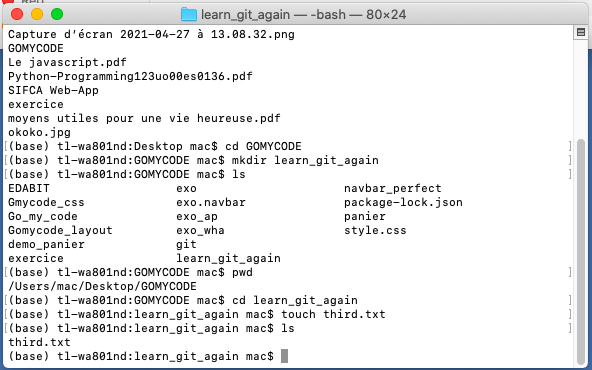 learn_git_again — -bash — 80×24
Capture d’écran 2021-04-27 à 13.08.32.png
GOMYCODE
Le javascript.pdf
Python-Programming123uo00es0136.pdf
SIFCA Web-App
exercice
moyens utiles pour une vie heureuse.pdf
okoko.jpg
[(base) tl-wa801nd:Desktop mac$ cd GOMYCODE ]
[(base) tl-wa801nd:GOMYCODE mac$ mkdir learn_git_again ]
[(base) tl-wa801nd:GOMYCODE mac$ ls ]
EDABIT exo navbar_perfect
Gmycode_css exo.navbar package-lock.json
Go_my_code exo_ap panier
Gomycode_layout exo_wha style.css
demo_panier git
exercice learn_git_again
[(base) tl-wa801nd:GOMYCODE mac$ pwd ]
/Users/mac/Desktop/GOMYCODE
[(base) tl-wa801nd:GOMYCODE mac$ cd learn_git_again ]
[(base) tl-wa801nd:learn_git_again mac$ touch third.txt ]
[(base) tl-wa801nd:learn_git_again mac$ ls ]
third.txt
(base) tl-wa801nd:learn_git_again mac$